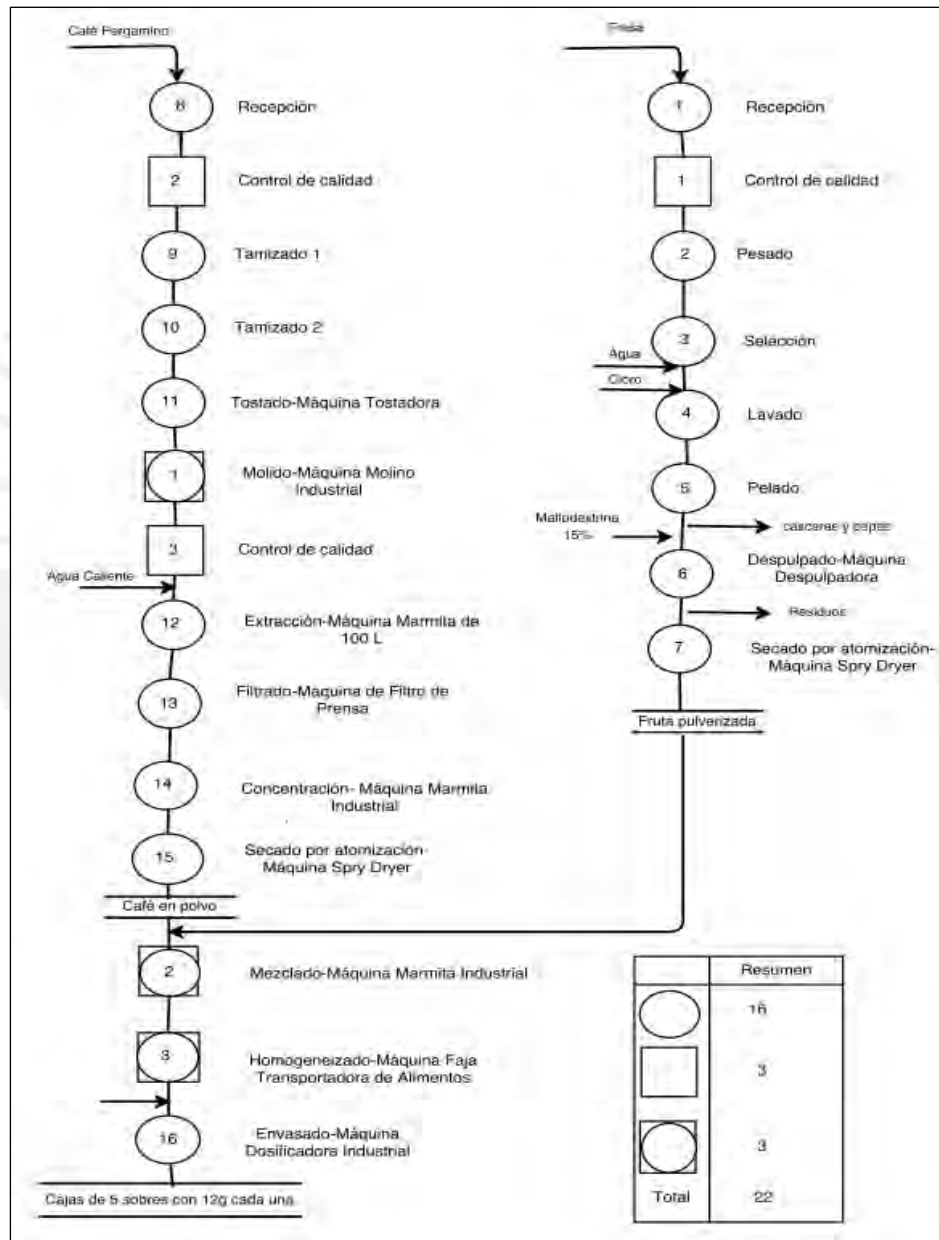 Café Pergamino
8
Recepción
2
Control de calidad
9
Tamizado 1
10
Tamizado 2
11
Tostado-Máquina Tostadora
1
Molido-Máquina Molino
Industrial
3
Control de calidad
Agua Caliente
12
Extracción-Máquina Marmita de
100 L
13
Filtrado-Máquina de Filtro de
Prensa
14
Concentración- Máquina Marmita
Industrial
15
Secado por atomización-
Máquina Spry Dryer
Café en polvo
2
Mezclado-Máquina Marmita Industrial
3
Homogeneizado-Máquina Faja
Transportadora de Alimentos
16
Envasado-Máquina
Dosificadora Industrial
Cajas de 5 sobres con 12g cada una
Fresa
1
Recepción
1
Control de calidad
2
Pesado
3
Selección
Agua
Cloro
4
Lavado
5
Pelado
Maltodextrina
15%
cáscaras y pepas
6
Despulpado-Máquina
Despulpadora
Residuos
7
Secado por atomización-
Máquina Spry Dryer
Fruta pulverizada
Resumen
16
3
3
Total 22